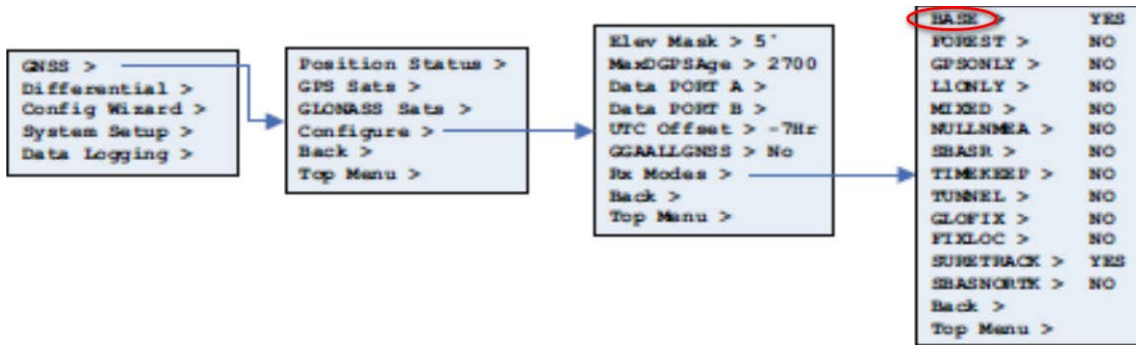 GNSS >
Differential >
Config Wizard >
System Setup >
Data Logging >
Position Status >
GPS Sats >
GLONASS Sats >
Configure >
Back >
Top Menu >
Elev Mask > 5'
MaxDGPSAge > 2700
Data PORT A >
Data PORT B >
UTC Offset > -7Hr
GGAALLGNSS > No
Rx Modes >
Back >
Top Menu >
BASE > YES
FOREST > NO
GPSONLY > NO
L1ONLY > NO
MIXED > NO
NULLNMEA > NO
SBASR > NO
TIMEKEEP > NO
TUNNEL > NO
GLOFIX > NO
FIXLOC > NO
SURETRACK > YES
SBASNORTK > NO
Back >
Top Menu >